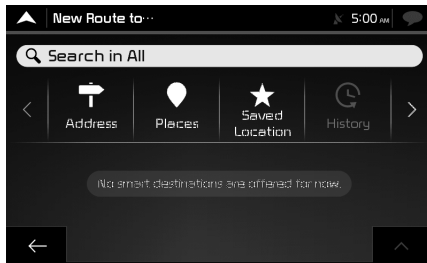 New Route to...
5:00 AM
Search in All
Address
Places
Saved
Location
History
No smart destinations are offered for now.